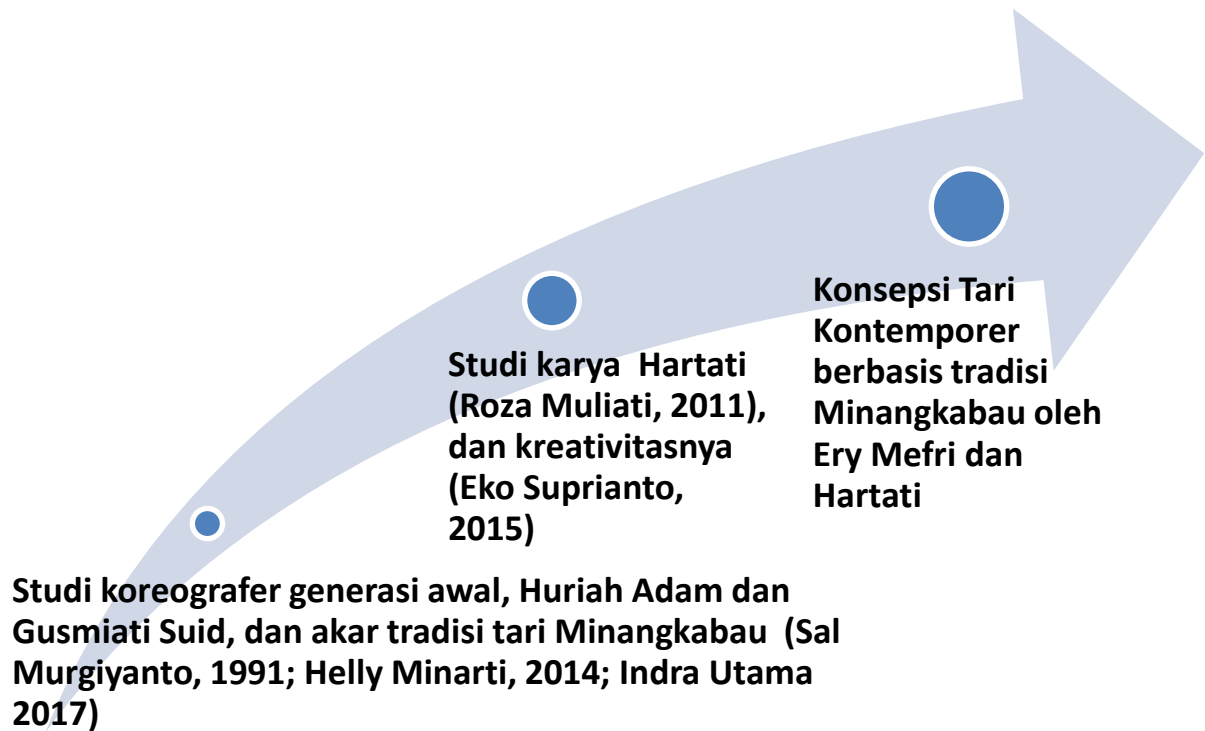 Konsepsi Tari
Kontemporer
berbasis tradisi
Minangkabau oleh
Ery Mefri dan
Hartati
Studi karya  Hartati
(Roza Muliati, 2011),
dan kreativitasnya
(Eko Suprianto,
2015)
Studi koreografer generasi awal, Huriah Adam dan
Gusmiati Suid, dan akar tradisi tari Minangkabau  (Sal
Murgiyanto, 1991; Helly Minarti, 2014; Indra Utama
2017)